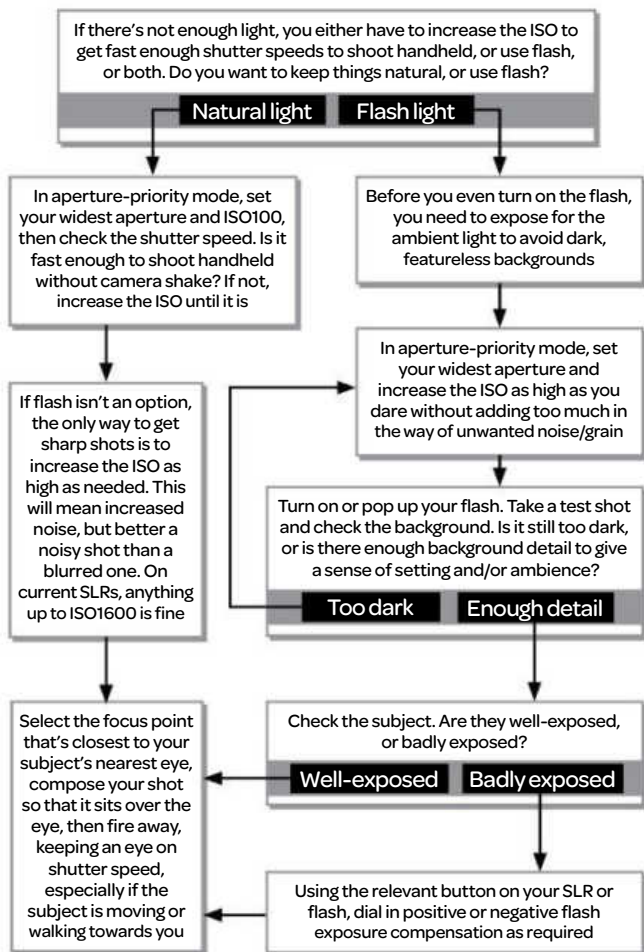 If there's not enough light, you either have to increase the ISO to
get fast enough shutter speeds to shoot handheld, or use flash,
or both. Do you want to keep things natural, or use flash?
Natural light
Flash light
In aperture-priority mode, set
your widest aperture and ISO100,
then check the shutter speed. Is it
fast enough to shoot handheld
without camera shake? If not,
increase the ISO until it is
If flash isn't an option,
the only way to get
sharp shots is to
increase the ISO as
high as needed. This
will mean increased
noise, but better a
noisy shot than a
blurred one. On
current SLRs, anything
up to ISO1600 is fine
Before you even turn on the flash,
you need to expose for the
ambient light to avoid dark,
featureless backgrounds
In aperture-priority mode, set
your widest aperture and
increase the ISO as high as you
dare without adding too much in
the way of unwanted noise/grain
Turn on or pop up your flash. Take a test shot
and check the background. Is it still too dark,
or is there enough background detail to give
a sense of setting and/or ambience?
Too dark
Enough detail
Check the subject. Are they well-exposed,
or badly exposed?
Well-exposed
Badly exposed
Using the relevant button on your SLR or
flash, dial in positive or negative flash
exposure compensation as required
Select the focus point
that's closest to your
subject's nearest eye,
compose your shot
so that it sits over the
eye, then fire away,
keeping an eye on
shutter speed,
especially if the
subject is moving or
walking towards you